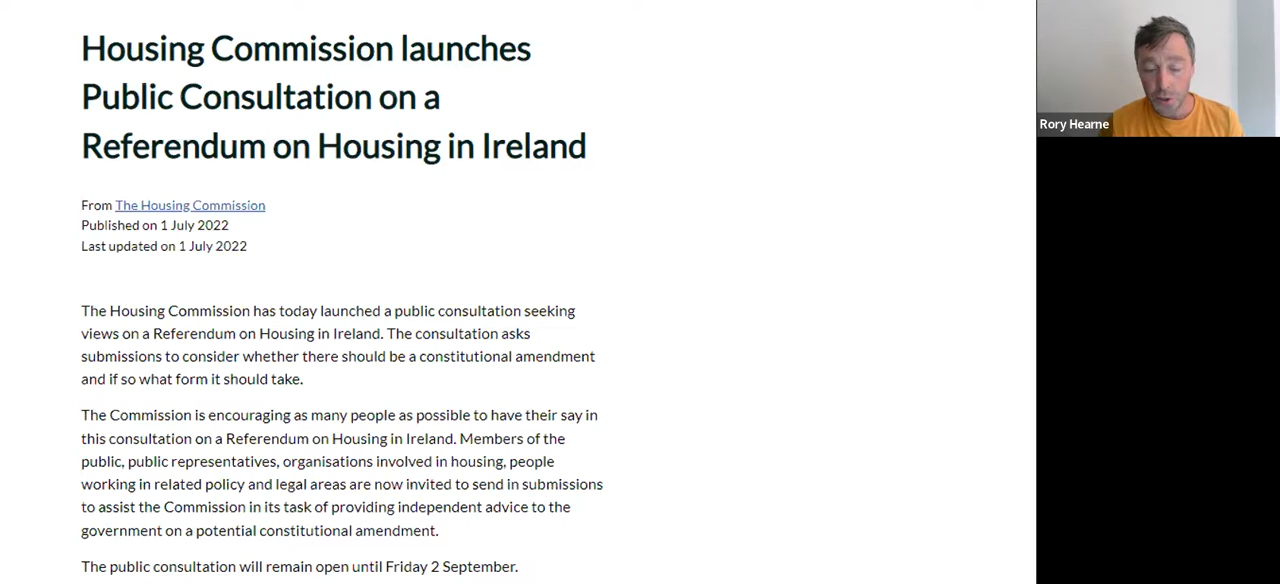 Housing Commission launches
Public Consultation on a
Referendum on Housing in Ireland
From The Housing Commission
Published on 1 July 2022
Last updated on 1 July 2022
The Housing Commission has today launched a public consultation seeking
views on a Referendum on Housing in Ireland. The consultation asks
submissions to consider whether there should be a constitutional amendment
and if so what form it should take.
The Commission is encouraging as many people as possible to have their say in
this consultation on a Referendum on Housing in Ireland. Members of the
public, public representatives, organisations involved in housing, people
working in related policy and legal areas are now invited to send in submissions
to assist the Commission in its task of providing independent advice to the
government on a potential constitutional amendment.
The public consultation will remain open until Friday 2 September.
Rory Hearne